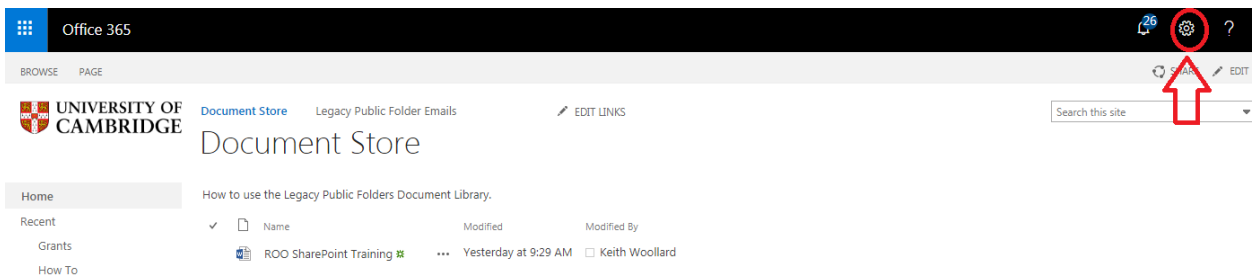 Office 365
26
?
BROWSE PAGE
SHARE EDIT
UNIVERSITY OF
CAMBRIDGE
Document Store Legacy Public Folder Emails EDIT LINKS
Search this site
Document Store
Home
How to use the Legacy Public Folders Document Library.
Recent
Name Modified Modified By
Grants
ROO SharePoint Training ... Yesterday at 9:29 AM Keith Woollard
How To